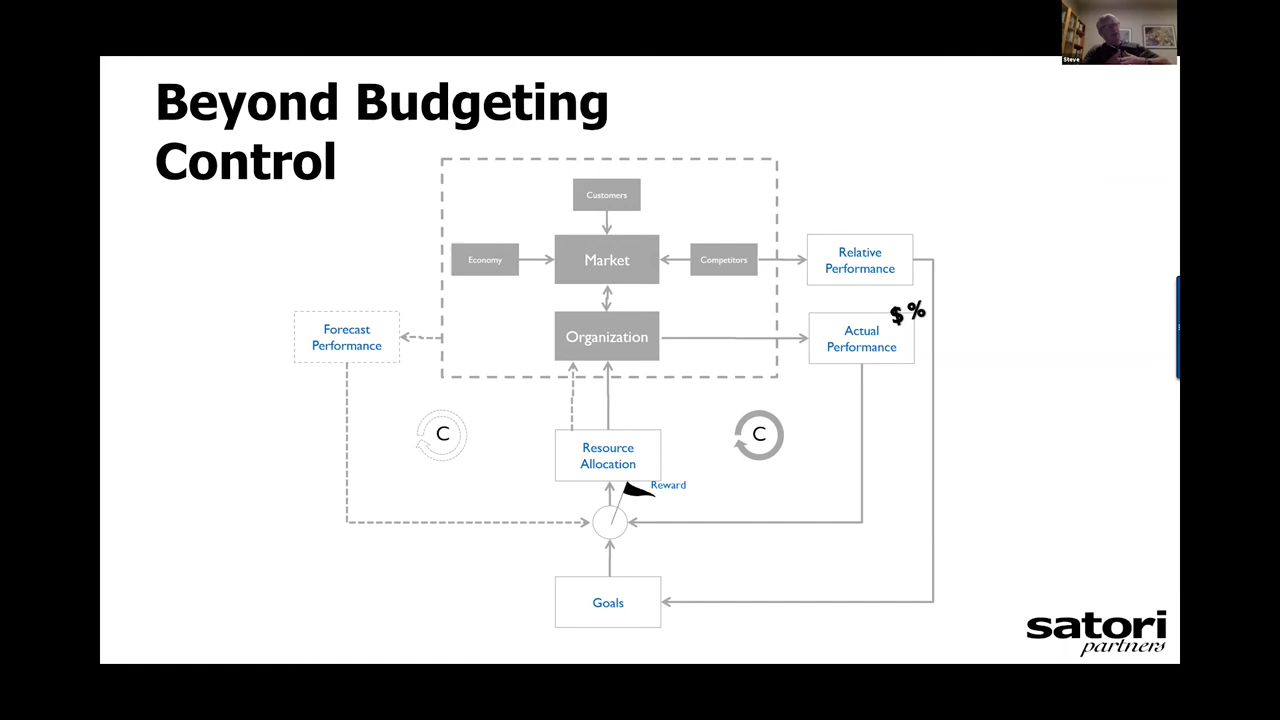 Steve
Beyond Budgeting
Control
Customers
Economy
Market
Competitors
Relative
Performance
$ %
Forecast
Performance
Organization
Actual
Performance
C
C
Resource
Allocation
Reward
Goals
satori
partners